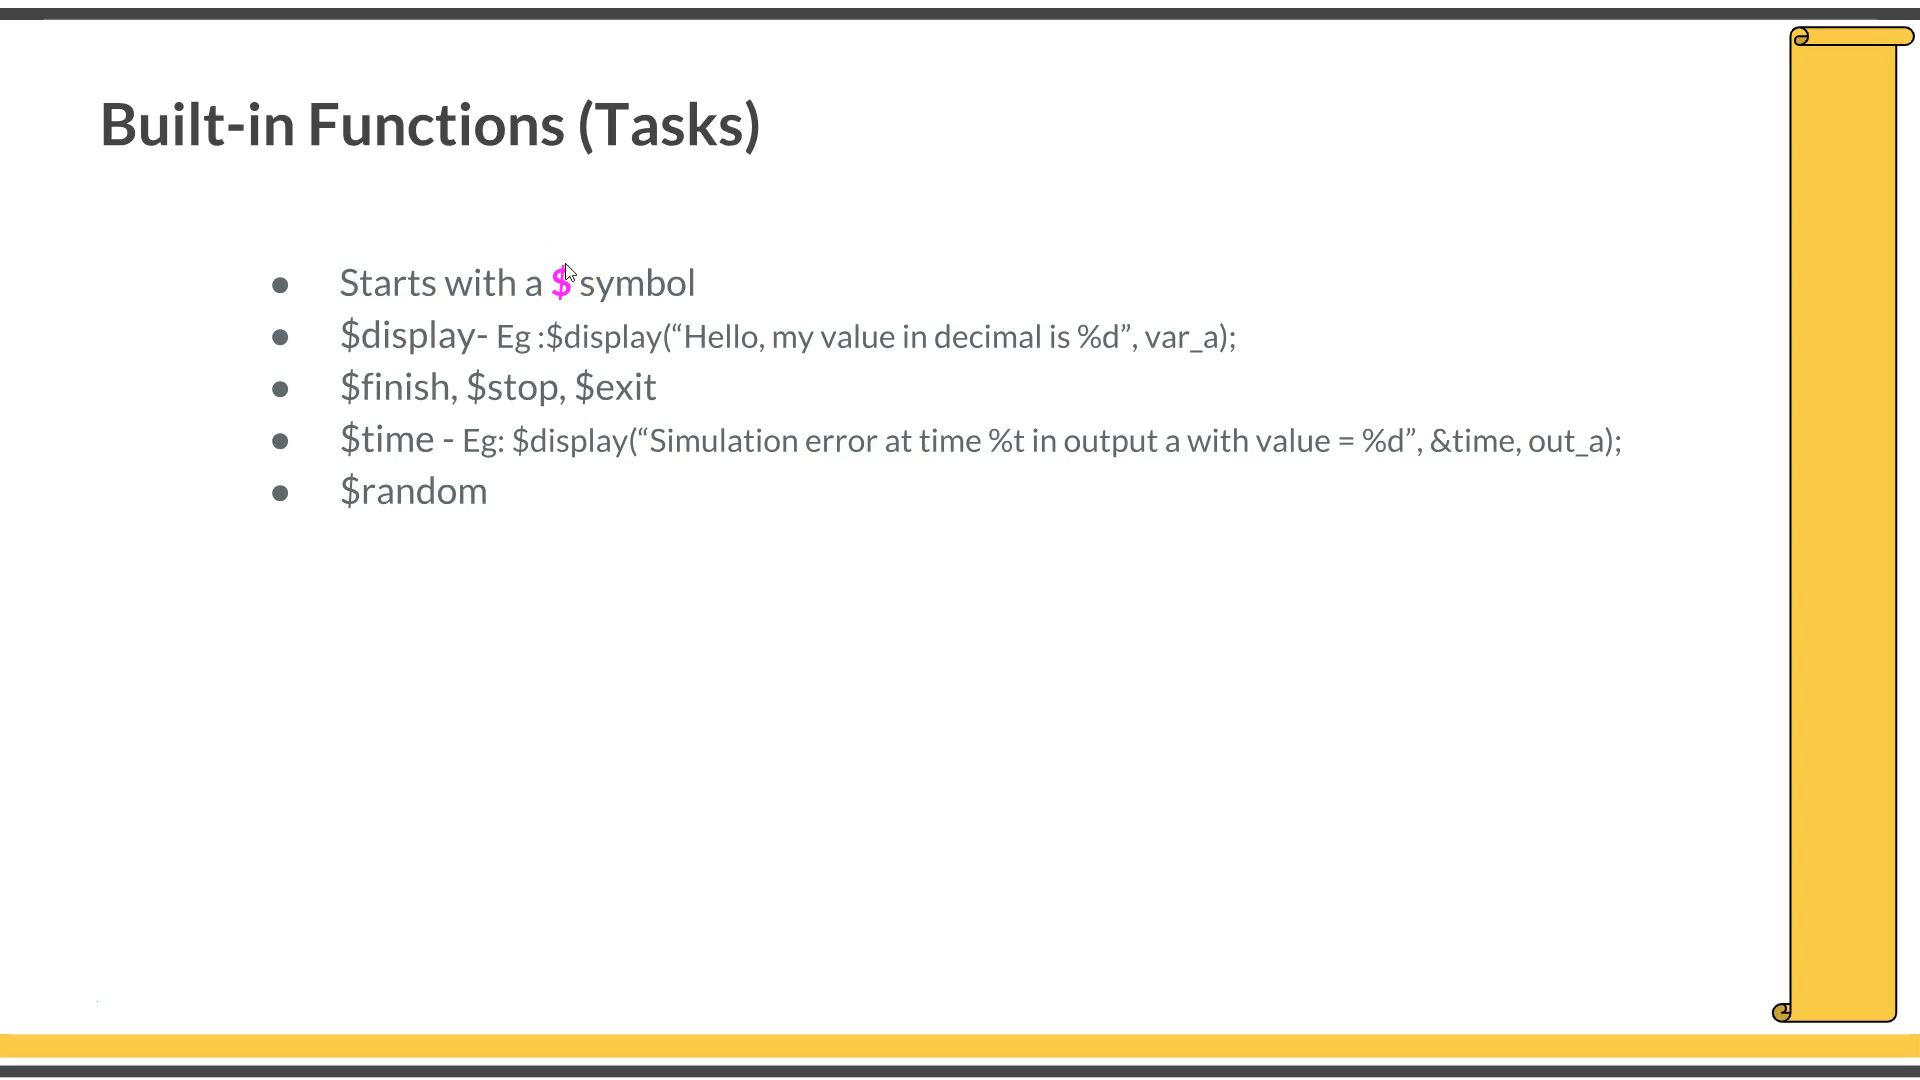 Built-in Functions (Tasks)
● Starts with a $ symbol
● $display- Eg :$display(“Hello, my value in decimal is %d”, var_a);
● $finish, $stop, $exit
● $time - Eg: $display(“Simulation error at time %t in output a with value = %d”, &time, out_a);
● $random